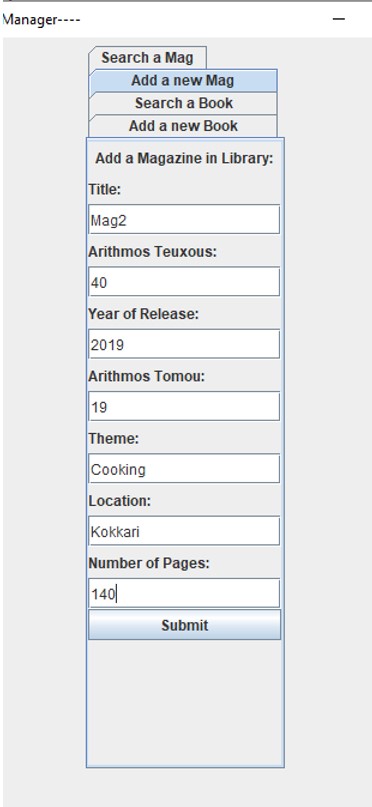 Manager----
Search a Mag
Add a new Mag
Search a Book
Add a new Book
Add a Magazine in Library:
Title:
Mag2
Arithmos Teuxous:
40
Year of Release:
2019
Arithmos Tomou:
19
Theme:
Cooking
Location:
Kokkari
Number of Pages:
140
Submit